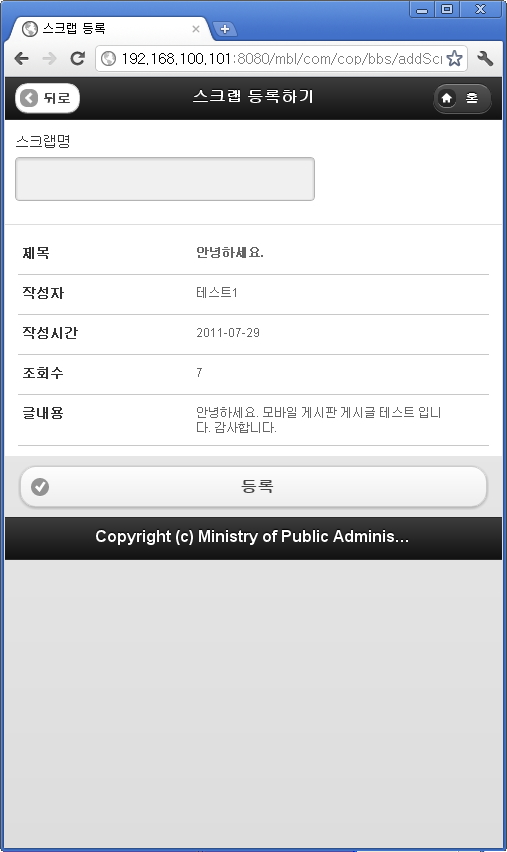 스크랩 등록
192.168.100.101:8080/mbl/com/cop/bbs/addScr
뒤로
스크랩 등록하기
홈
스크랩명
제목 안녕하세요.
작성자 테스트1
작성시간 2011-07-29
조회수 7
글내용 안녕하세요. 모바일 게시판 게시글 테스트 입니
다. 감사합니다.
등록
Copyright (c) Ministry of Public Adminis...